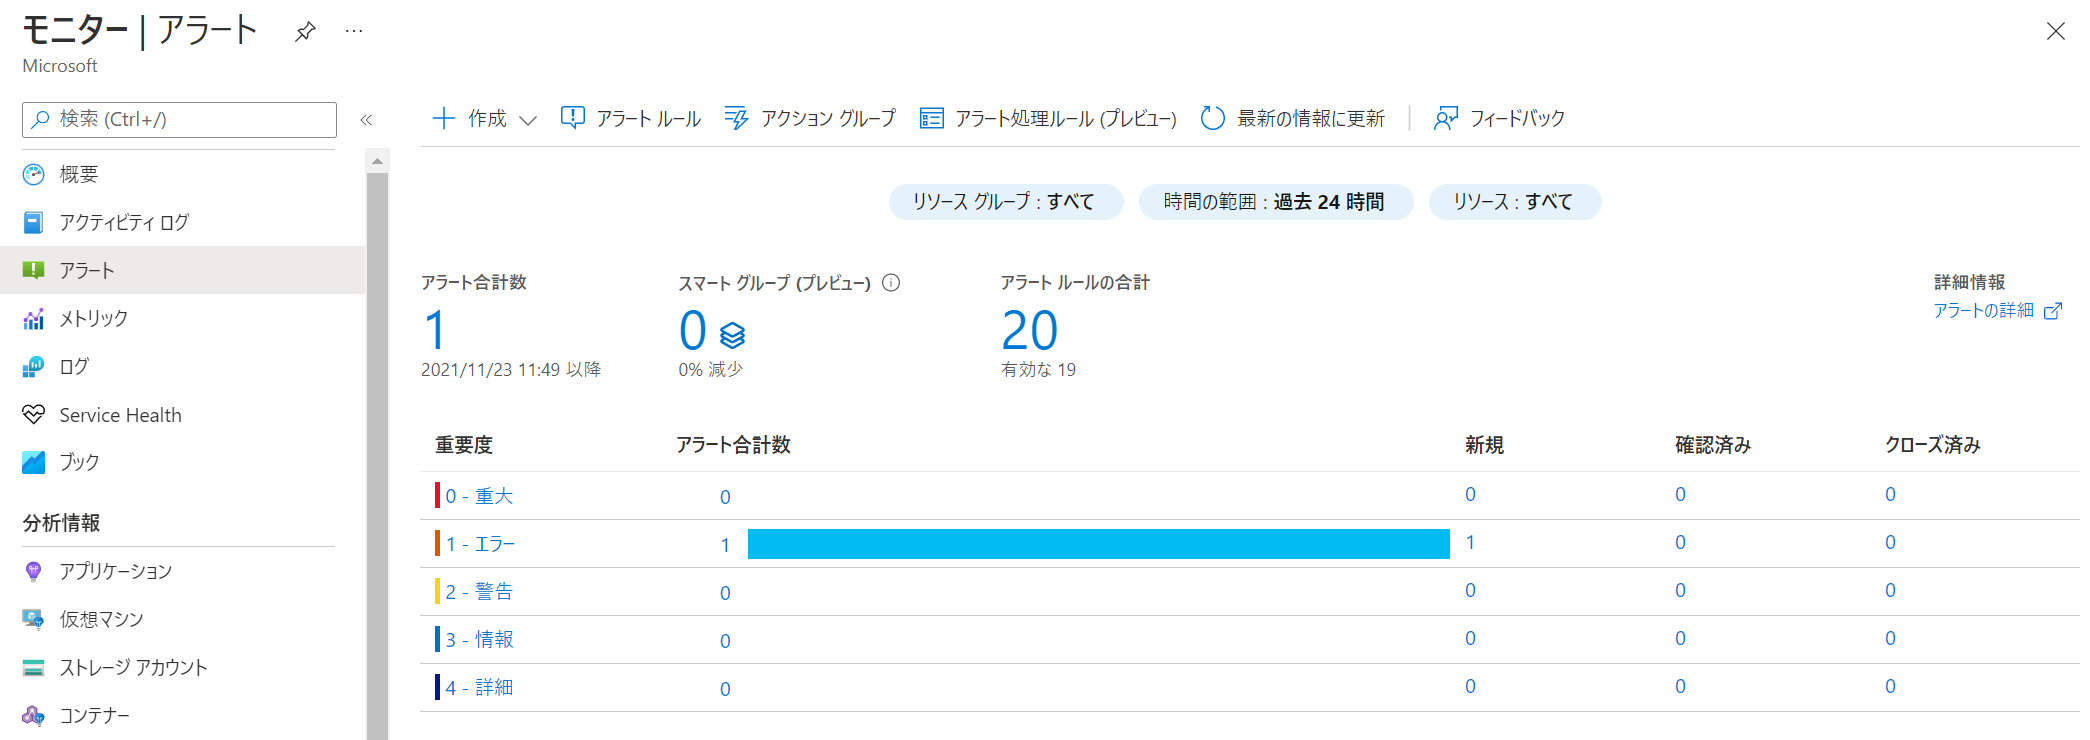 モニター | アラート
Microsoft
検索 (Ctrl+/)
概要
アクティビティ ログ
アラート
メトリック
ログ
Service Health
ブック
分析情報
アプリケーション
仮想マシン
ストレージ アカウント
コンテナー
作成 アラート ルール アクション グループ アラート処理ルール (プレビュー) 最新の情報に更新 フィードバック
リソース グループ : すべて 時間の範囲 : 過去 24 時間 リソース : すべて
アラート合計数 スマート グループ (プレビュー) アラート ルールの合計 詳細情報
1 0 20 アラートの詳細
2021/11/23 11:49 以降 0% 減少 有効な 19
重要度 アラート合計数 新規 確認済み クローズ済み
0 - 重大 0 0 0 0
1 - エラー 1 1 0 0
2 - 警告 0 0 0 0
3 - 情報 0 0 0 0
4 - 詳細 0 0 0 0